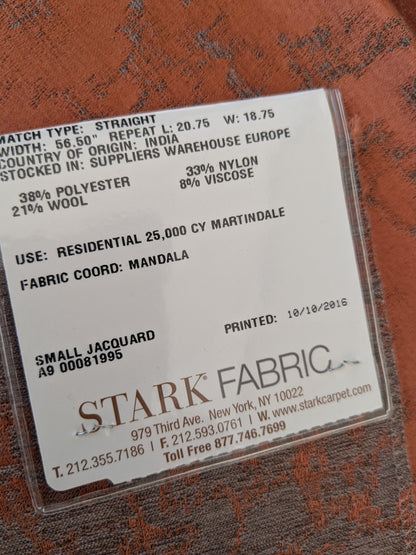 MATCH TYPE: STRAIGHT
WIDTH: 56.50" REPEAT L: 20.75 W: 18.75
COUNTRY OF ORIGIN: INDIA
STOCKED IN: SUPPLIERS WAREHOUSE EUROPE
38% POLYESTER 33% NYLON
21% WOOL 8% VISCOSE
USE: RESIDENTIAL 25,000 CY MARTINDALE
FABRIC COORD: MANDALA
SMALL JACQUARD PRINTED: 10/10/2016
A9 00081995
STARK® FABRIC
979 Third Ave. New York, NY 10022
T. 212.355.7186 | F. 212.593.0761 | W. www.starkcarpet.com
Toll Free 877.746.7699